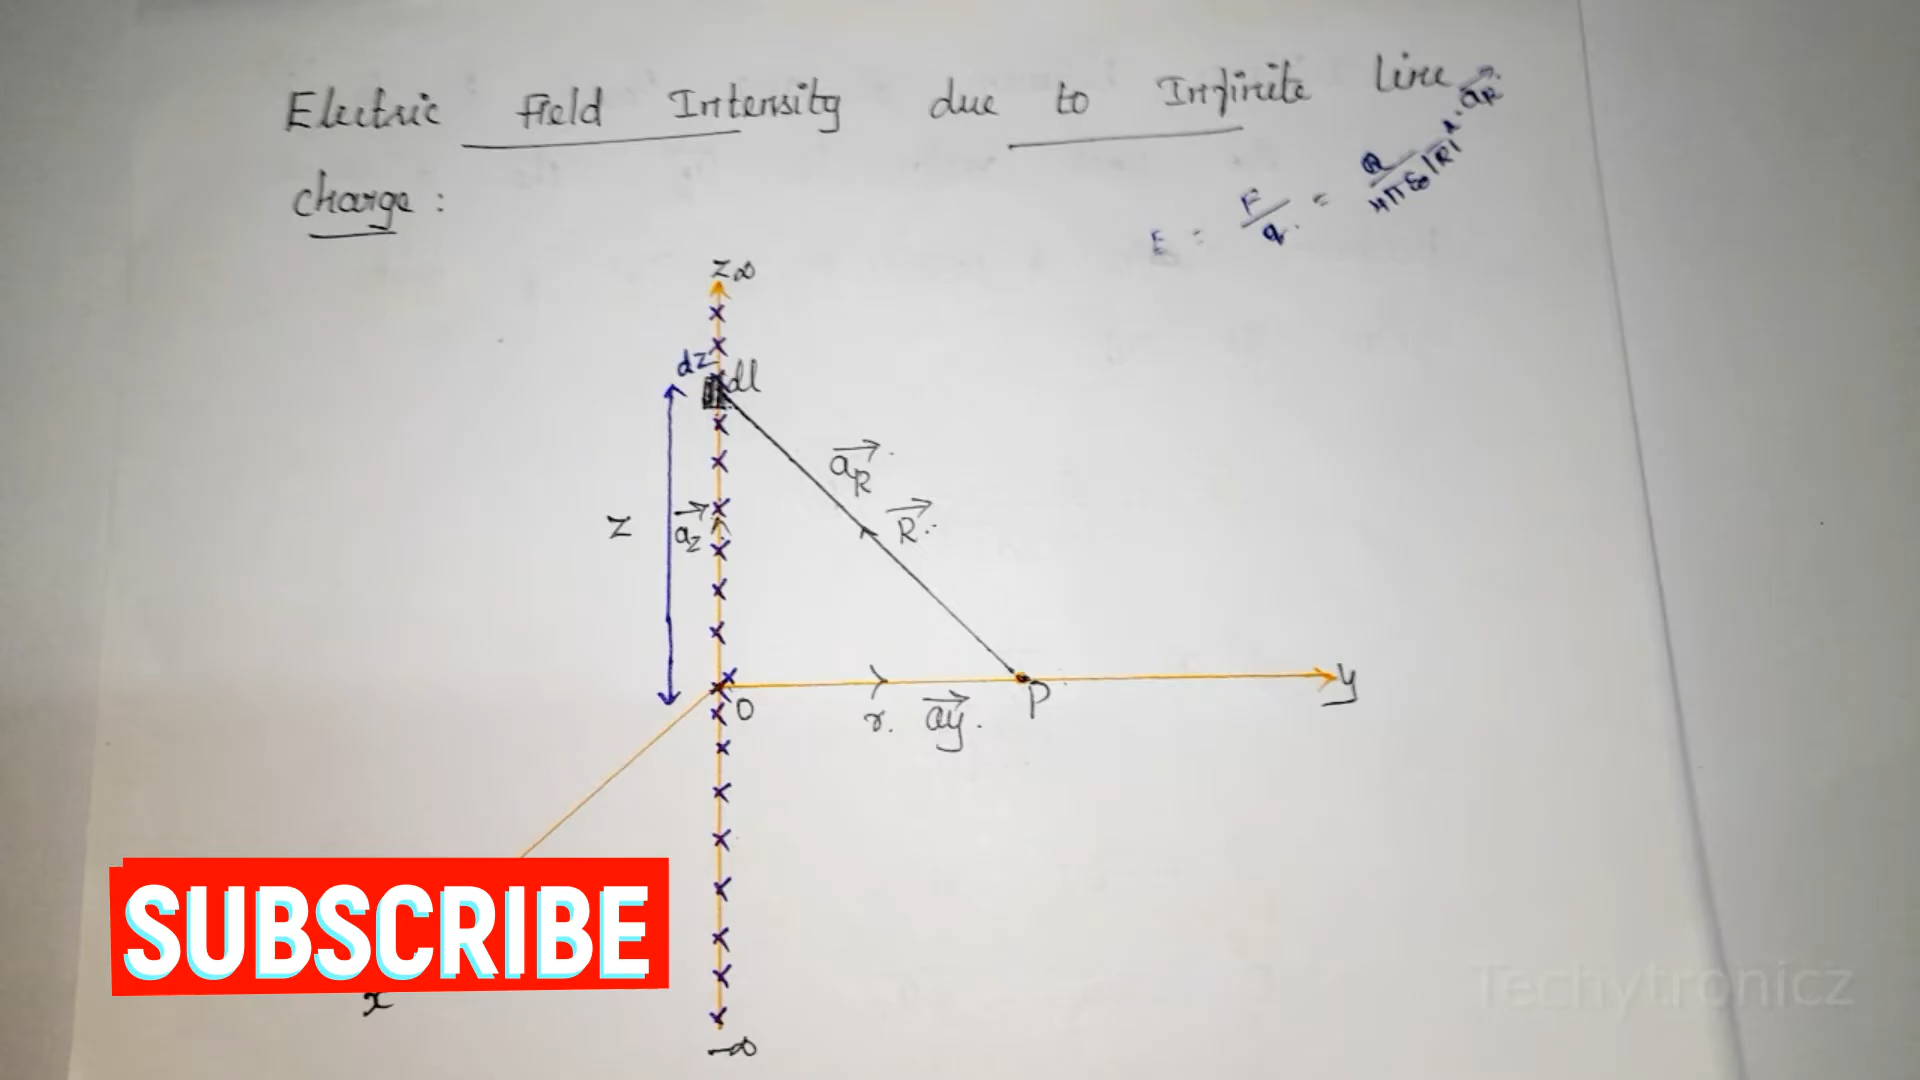 Electric Field Intensity due to Infinite Line
charge :
E = F/q = Q/4πε₀|R|² · aR
z∞
dz
dl
aR
R
z
az
O
r. ay.
P
y
SUBSCRIBE
x
-∞
Techytronicz